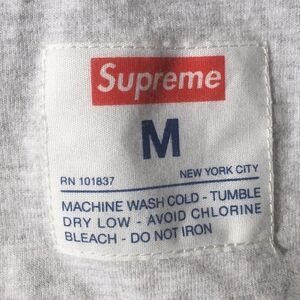 Supreme
M
RN 101837 NEW YORK CITY
MACHINE WASH COLD - TUMBLE
DRY LOW - AVOID CHLORINE
BLEACH - DO NOT IRON